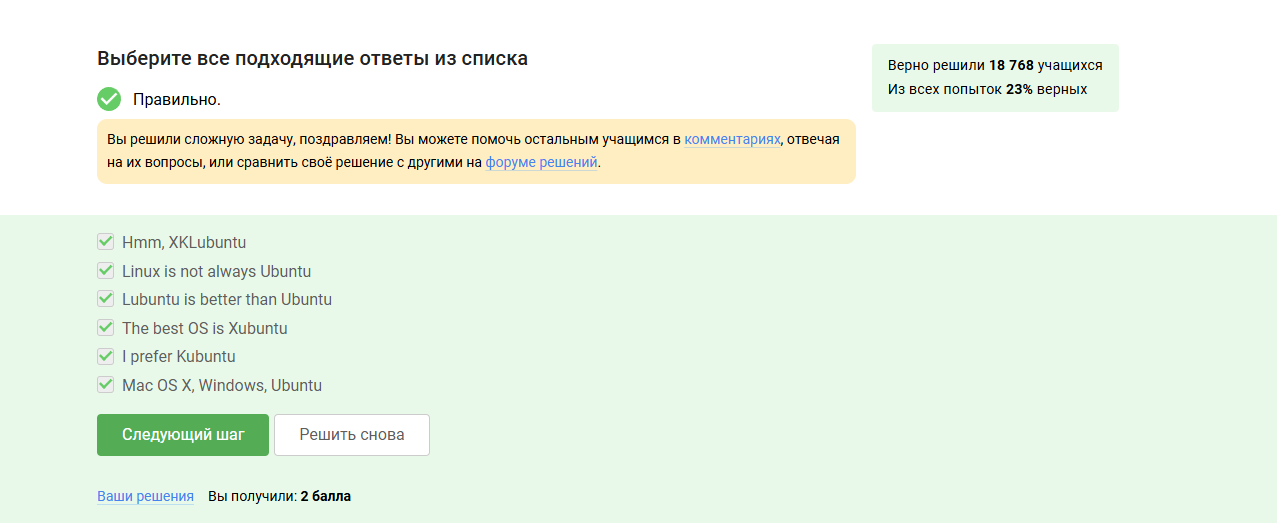 Выберите все подходящие ответы из списка
Верно решили 18 768 учащихся
Из всех попыток 23% верных
Правильно.
Вы решили сложную задачу, поздравляем! Вы можете помочь остальным учащимся в комментариях, отвечая
на их вопросы, или сравнить своё решение с другими на форуме решений.
Hmm, XKLubuntu
Linux is not always Ubuntu
Lubuntu is better than Ubuntu
The best OS is Xubuntu
I prefer Kubuntu
Mac OS X, Windows, Ubuntu
Следующий шаг Решить снова
Ваши решения Вы получили: 2 балла